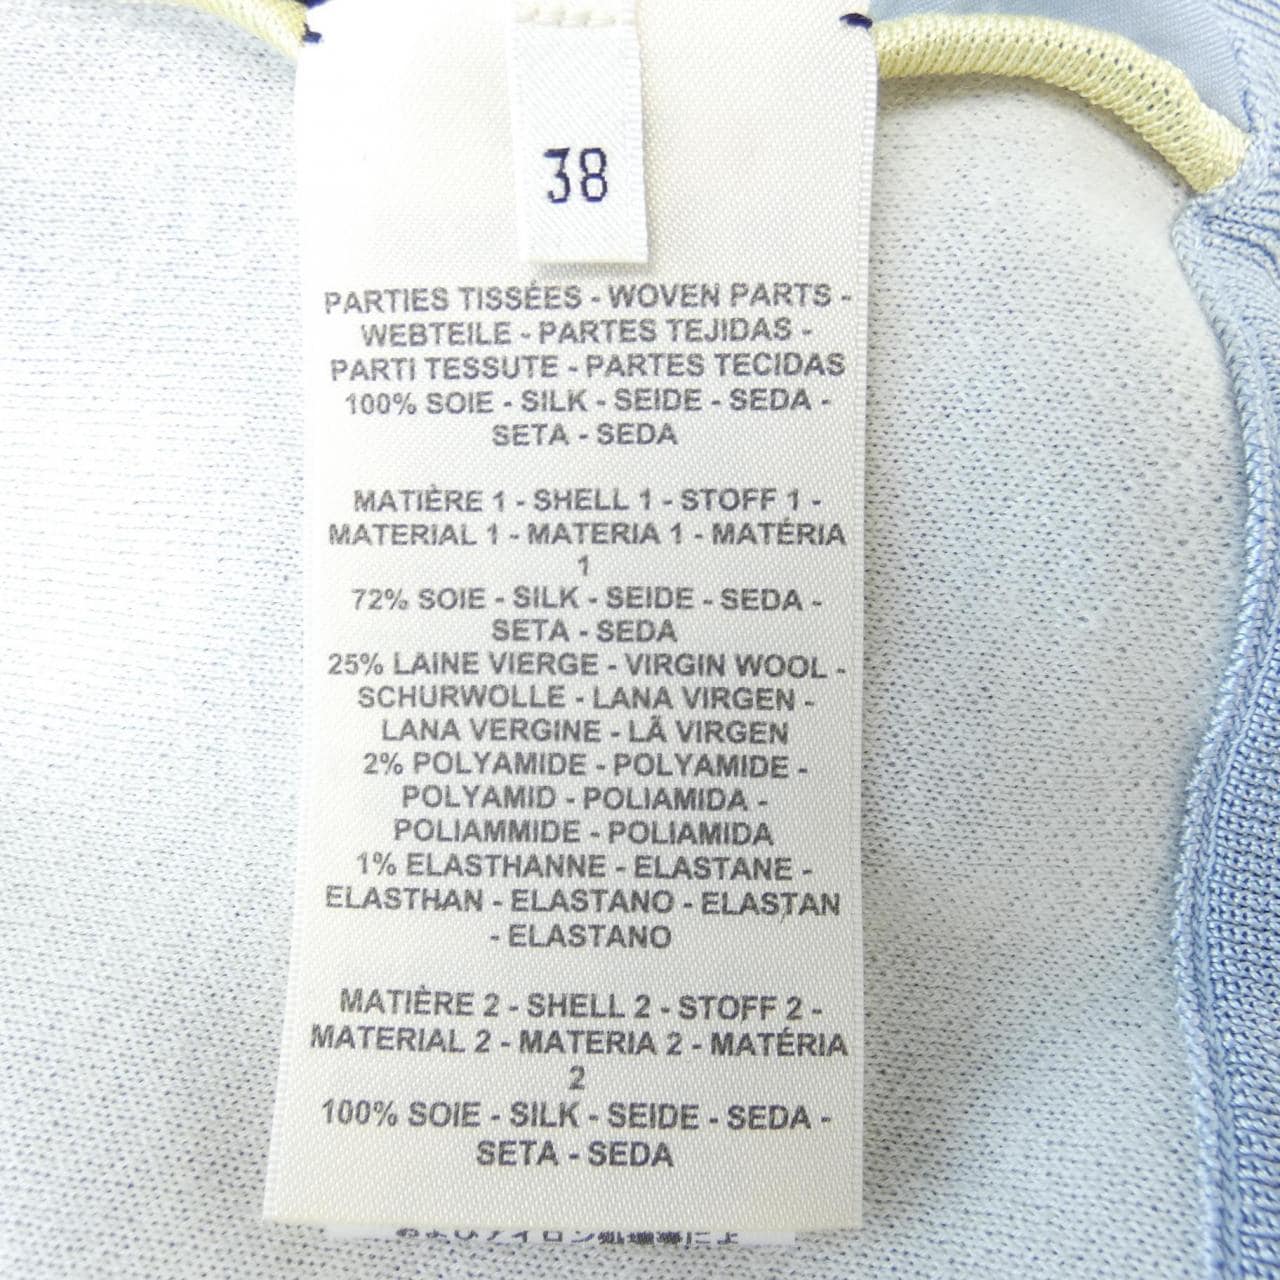 38
PARTIES TISSÉES - WOVEN PARTS -
WEBTEILE - PARTES TEJIDAS -
PARTI TESSUTE - PARTES TECIDAS
100% SOIE - SILK - SEIDE - SEDA -
SETA - SEDA
MATIÈRE 1 - SHELL 1 - STOFF 1 -
MATERIAL 1 - MATERIA 1 - MATÉRIA
1
72% SOIE - SILK - SEIDE - SEDA -
SETA - SEDA
25% LAINE VIERGE - VIRGIN WOOL -
SCHURWOLLE - LANA VIRGEN -
LANA VERGINE - LÃ VIRGEN
2% POLYAMIDE - POLYAMIDE -
POLYAMID - POLIAMIDA -
POLIAMMIDE - POLIAMIDA
1% ELASTHANNE - ELASTANE -
ELASTHAN - ELASTANO - ELASTAN
- ELASTANO
MATIÈRE 2 - SHELL 2 - STOFF 2 -
MATERIAL 2 - MATERIA 2 - MATÉRIA
2
100% SOIE - SILK - SEIDE - SEDA -
SETA - SEDA